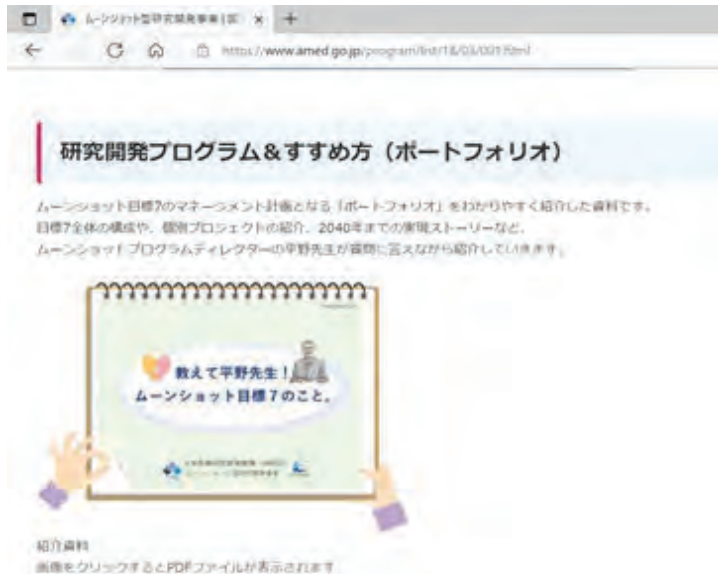 ムーンショット型研究開発事業 | 国
https://www.amed.go.jp/program/list/18/03/001.html
研究開発プログラム&すすめ方（ポートフォリオ）
ムーンショット目標7のマネージメント計画となる「ポートフォリオ」をわかりやすく紹介した資料です。
目標7全体の構成や、個別プロジェクトの紹介、2040年までの実現ストーリーなど、
ムーンショットプログラムディレクターの平野先生が質問に答えながら紹介していきます。
教えて平野先生！
ムーンショット目標7のこと。
紹介資料
画像をクリックするとPDFファイルが表示されます